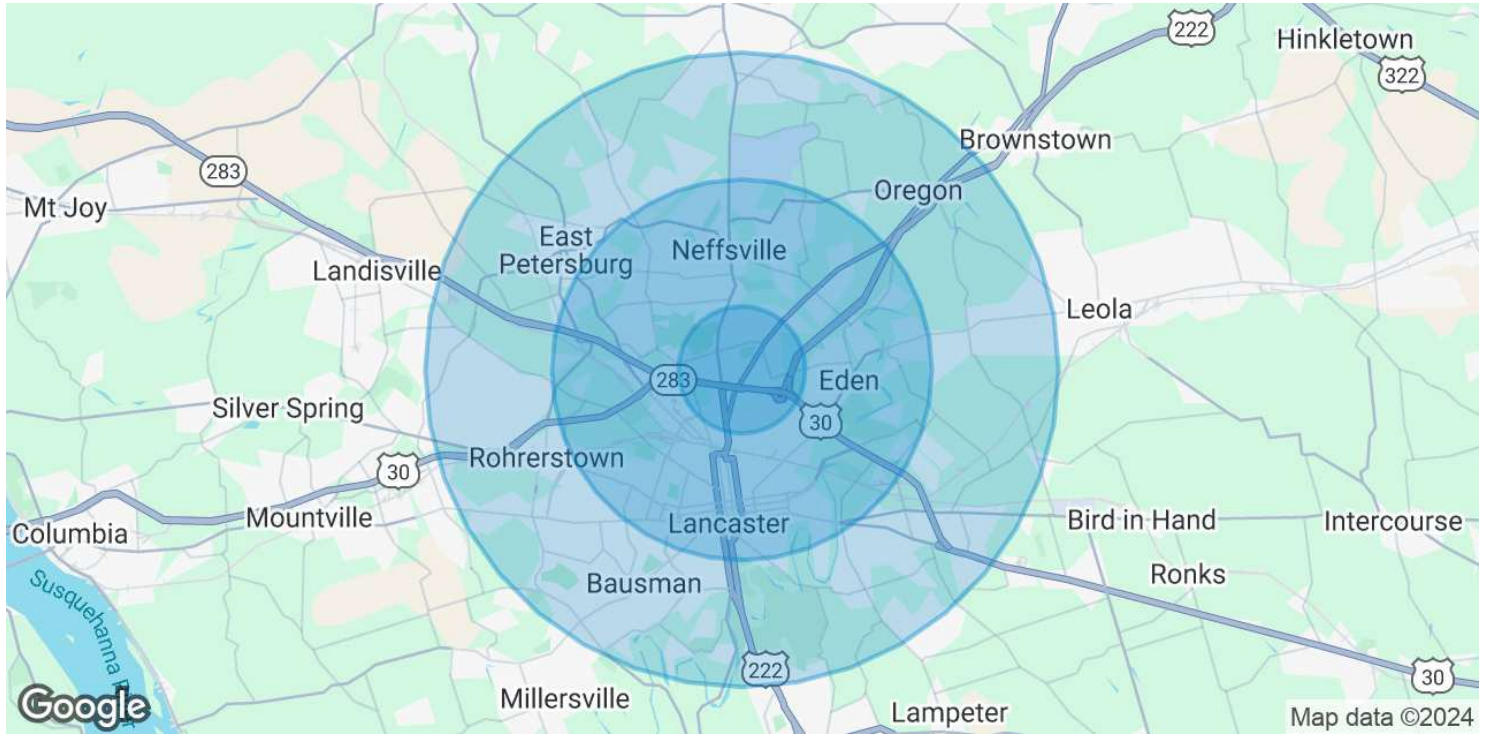 222
Hinkletown
322
Brownstown
283
Oregon
Mt Joy
East
Petersburg
Neffsville
Landisville
Leola
283
Eden
Silver Spring
30
Rohrerstown
30
Mountville
Lancaster
Bird in Hand
Intercourse
Columbia
Bausman
Ronks
Susquehanna
222
30
Millersville
Lampeter
Google
Map data ©2024